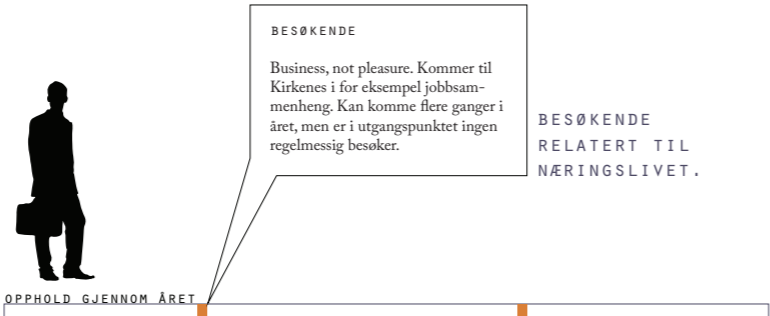 BESØKENDE
Business, not pleasure. Kommer til
Kirkenes i for eksempel jobbsam-
menheng. Kan komme flere ganger i
året, men er i utgangspunktet ingen
regelmessig besøker.
BESØKENDE
RELATERT TIL
NÆRINGSLIVET.
OPPHOLD GJENNOM ÅRET